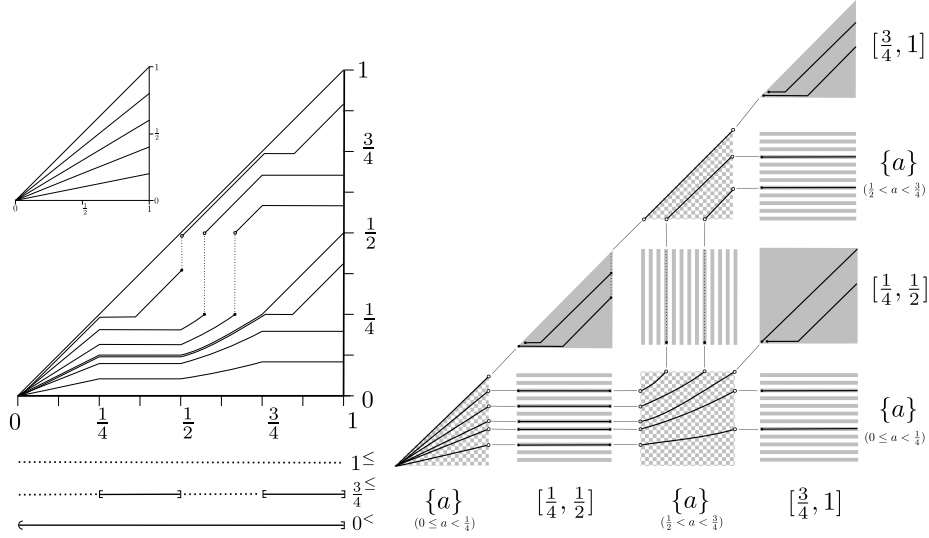 1
1/2
0
0
1/2
1
1
3/4
1/2
1/4
0
0
1/4
1/2
3/4
1
1≤
3/4≤
0<
[3/4, 1]
{a}
(1/2 < a < 3/4)
[1/4, 1/2]
{a}
(0 ≤ a < 1/4)
{a}
(0 ≤ a < 1/4)
[1/4, 1/2]
{a}
(1/2 < a < 3/4)
[3/4, 1]